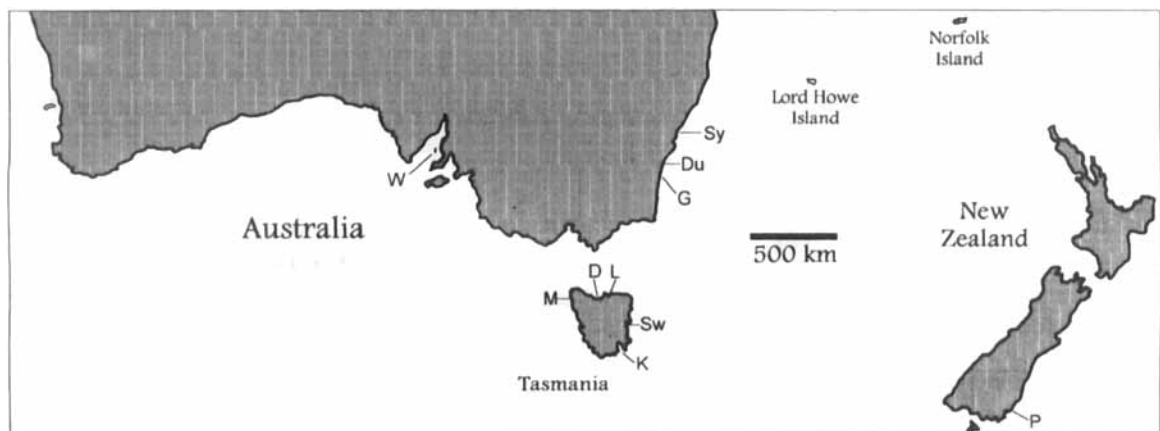 Norfolk
Island
Lord Howe
Island
Sy
Du
W
G
Australia
New
Zealand
500 km
D L
M
Sw
K
Tasmania
P